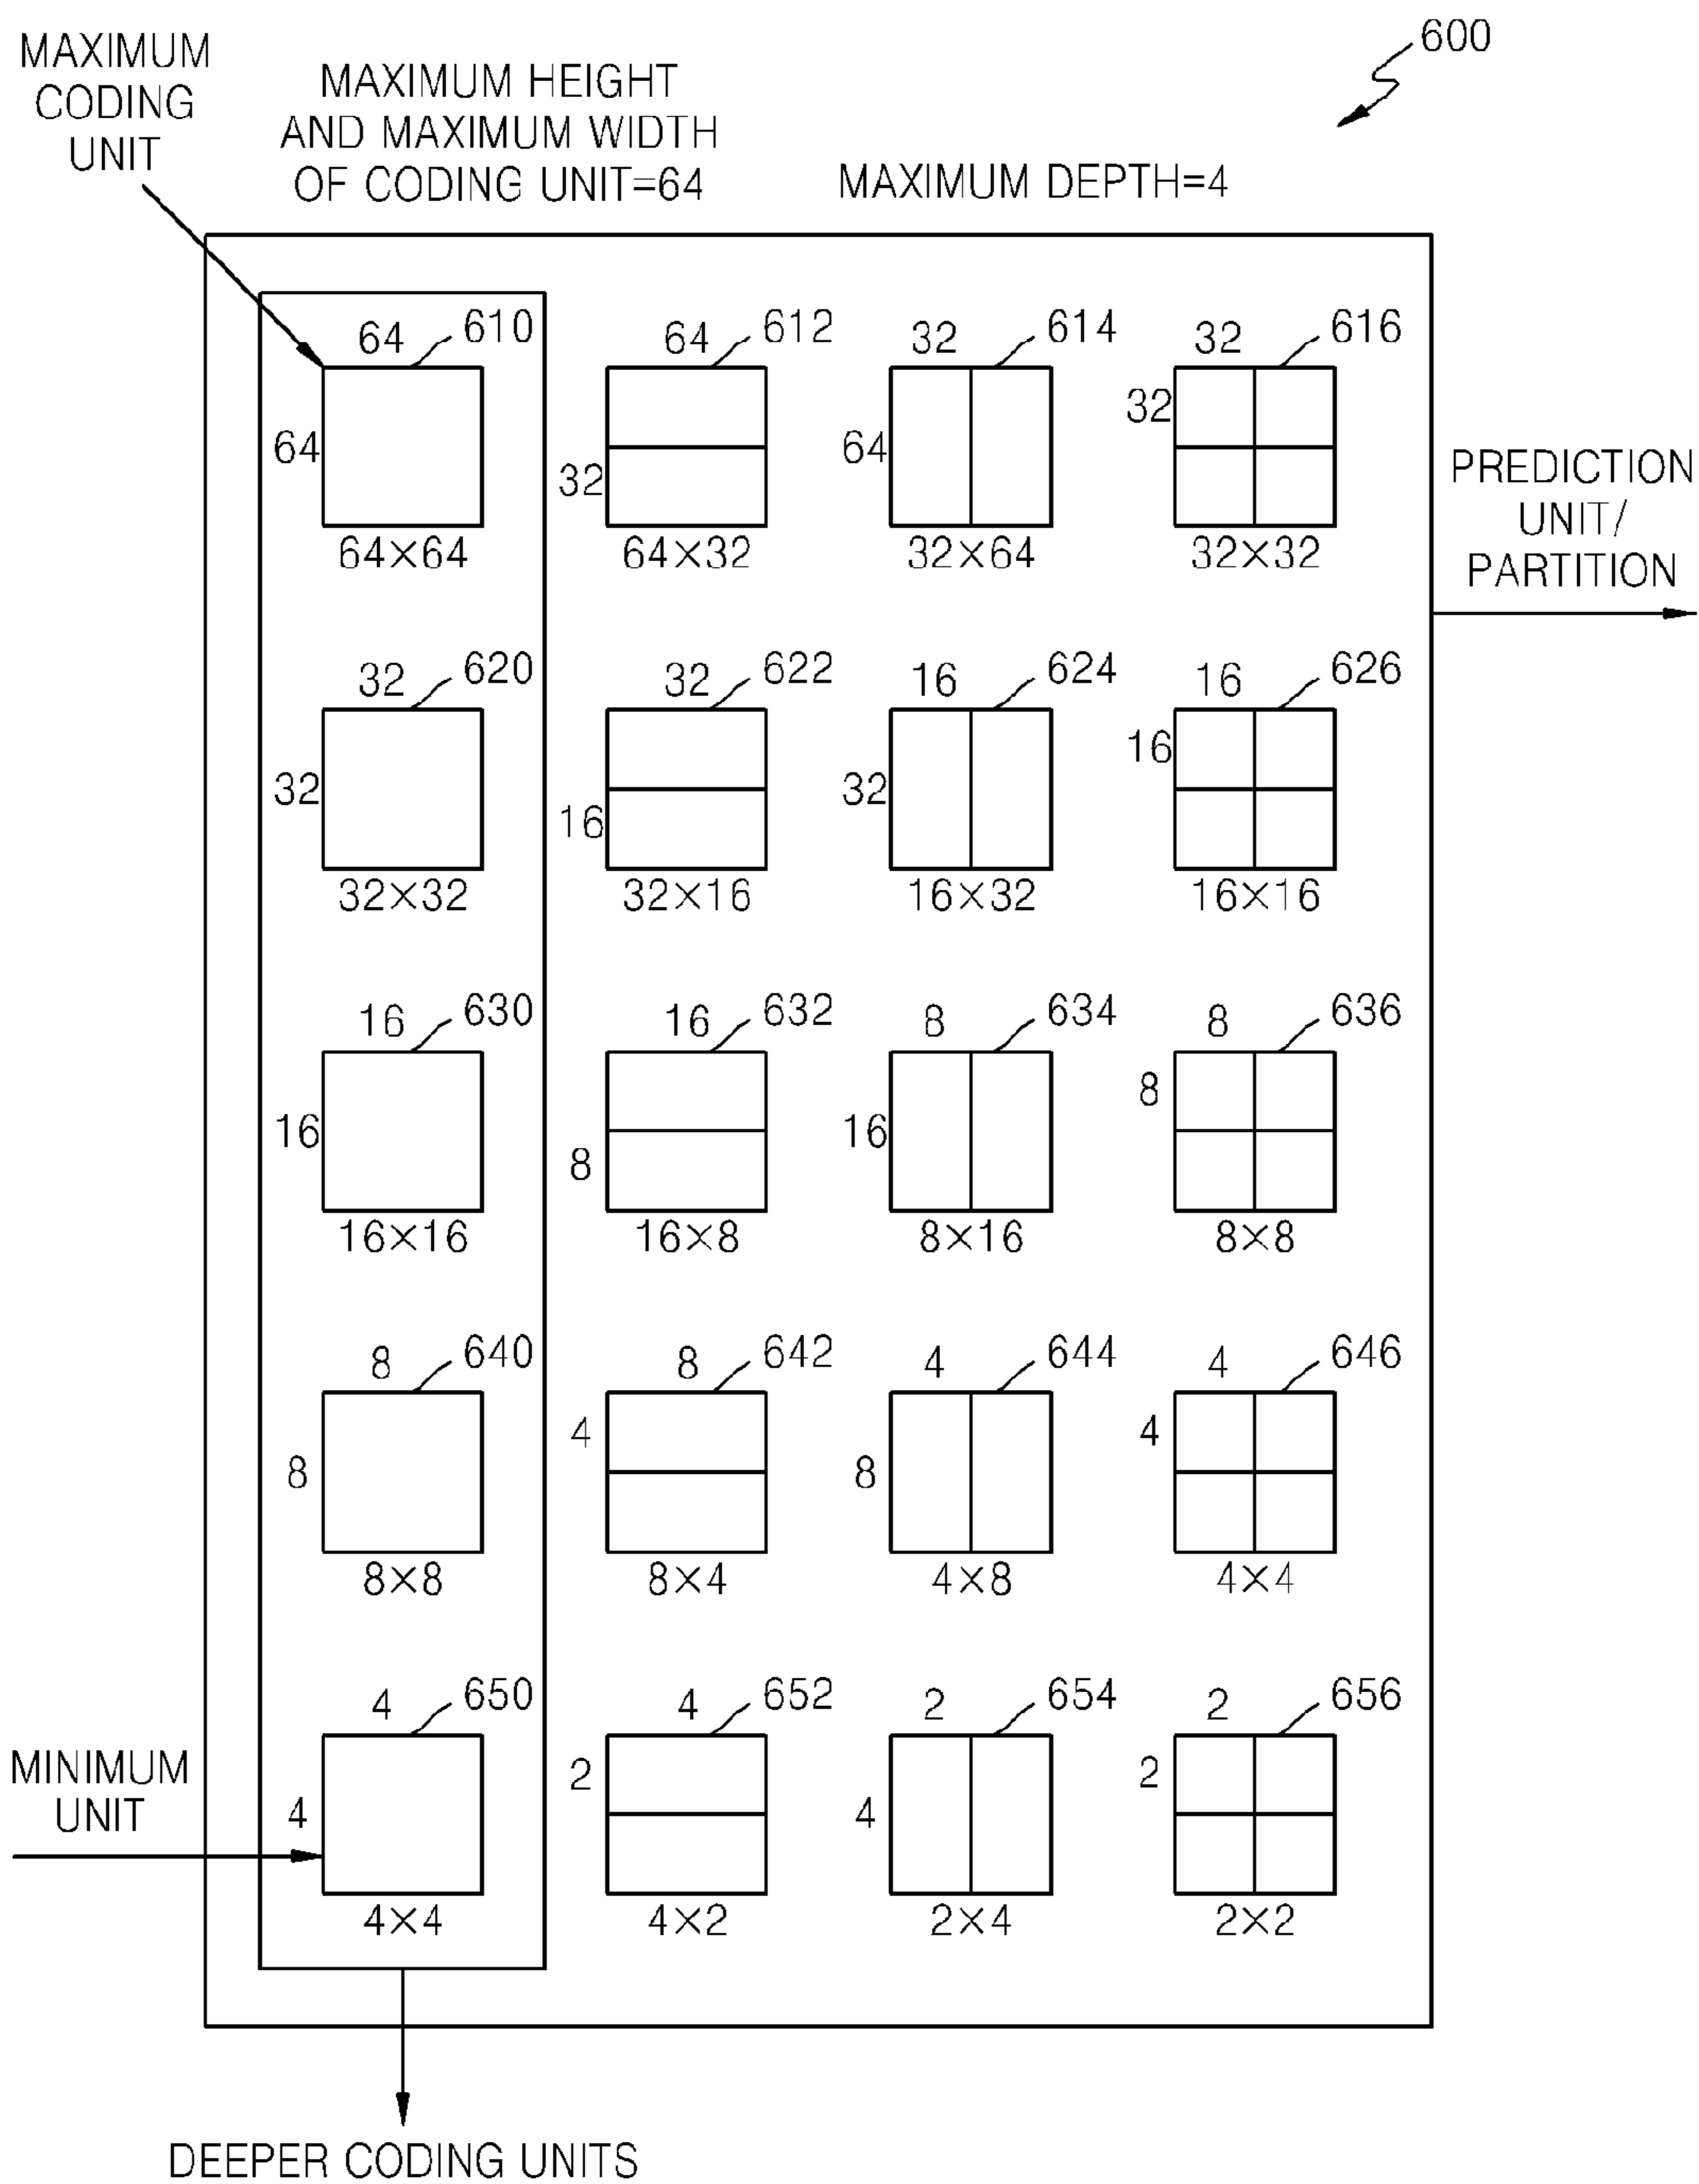 600
MAXIMUM
CODING
UNIT
MAXIMUM HEIGHT
AND MAXIMUM WIDTH
OF CODING UNIT=64
MAXIMUM DEPTH=4
64 610 64 612 32 614 32 616
64 32 64 32
64×64 64×32 32×64 32×32
PREDICTION
UNIT/
PARTITION
32 620 32 622 16 624 16 626
32 16 32 16
32×32 32×16 16×32 16×16
16 630 16 632 8 634 8 636
16 8 16 8
16×16 16×8 8×16 8×8
8 640 8 642 4 644 4 646
8 4 8 4
8×8 8×4 4×8 4×4
4 650 4 652 2 654 2 656
MINIMUM
UNIT
4 2 4 2
4×4 4×2 2×4 2×2
DEEPER CODING UNITS